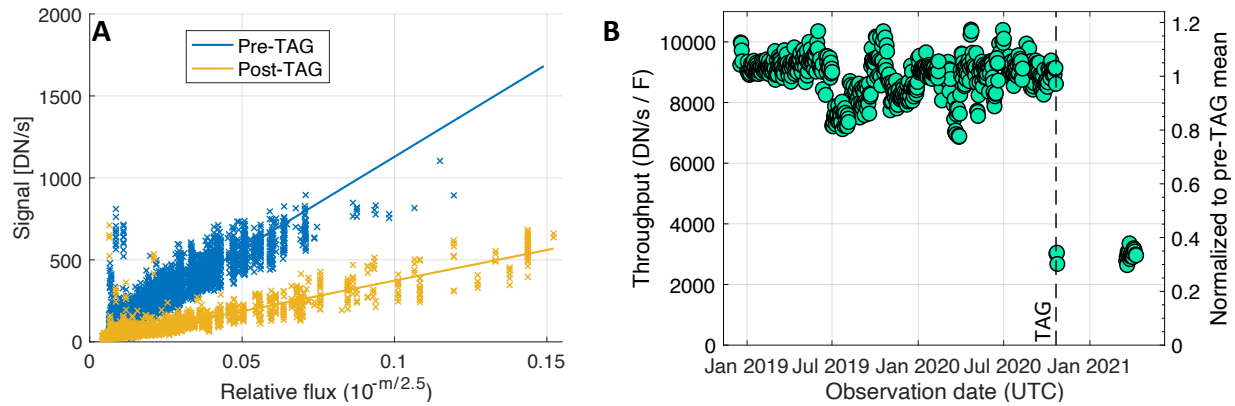 A
Pre-TAG
Post-TAG
Signal [DN/s]
2000
1500
1000
500
0
0
0.05
0.1
0.15
Relative flux (10^-m/2.5)
B
Throughput (DN/s / F)
10000
8000
6000
4000
2000
0
TAG
1.2
1
0.8
0.6
0.4
0.2
0
Normalized to pre-TAG mean
Jan 2019 Jul 2019 Jan 2020 Jul 2020 Jan 2021
Observation date (UTC)